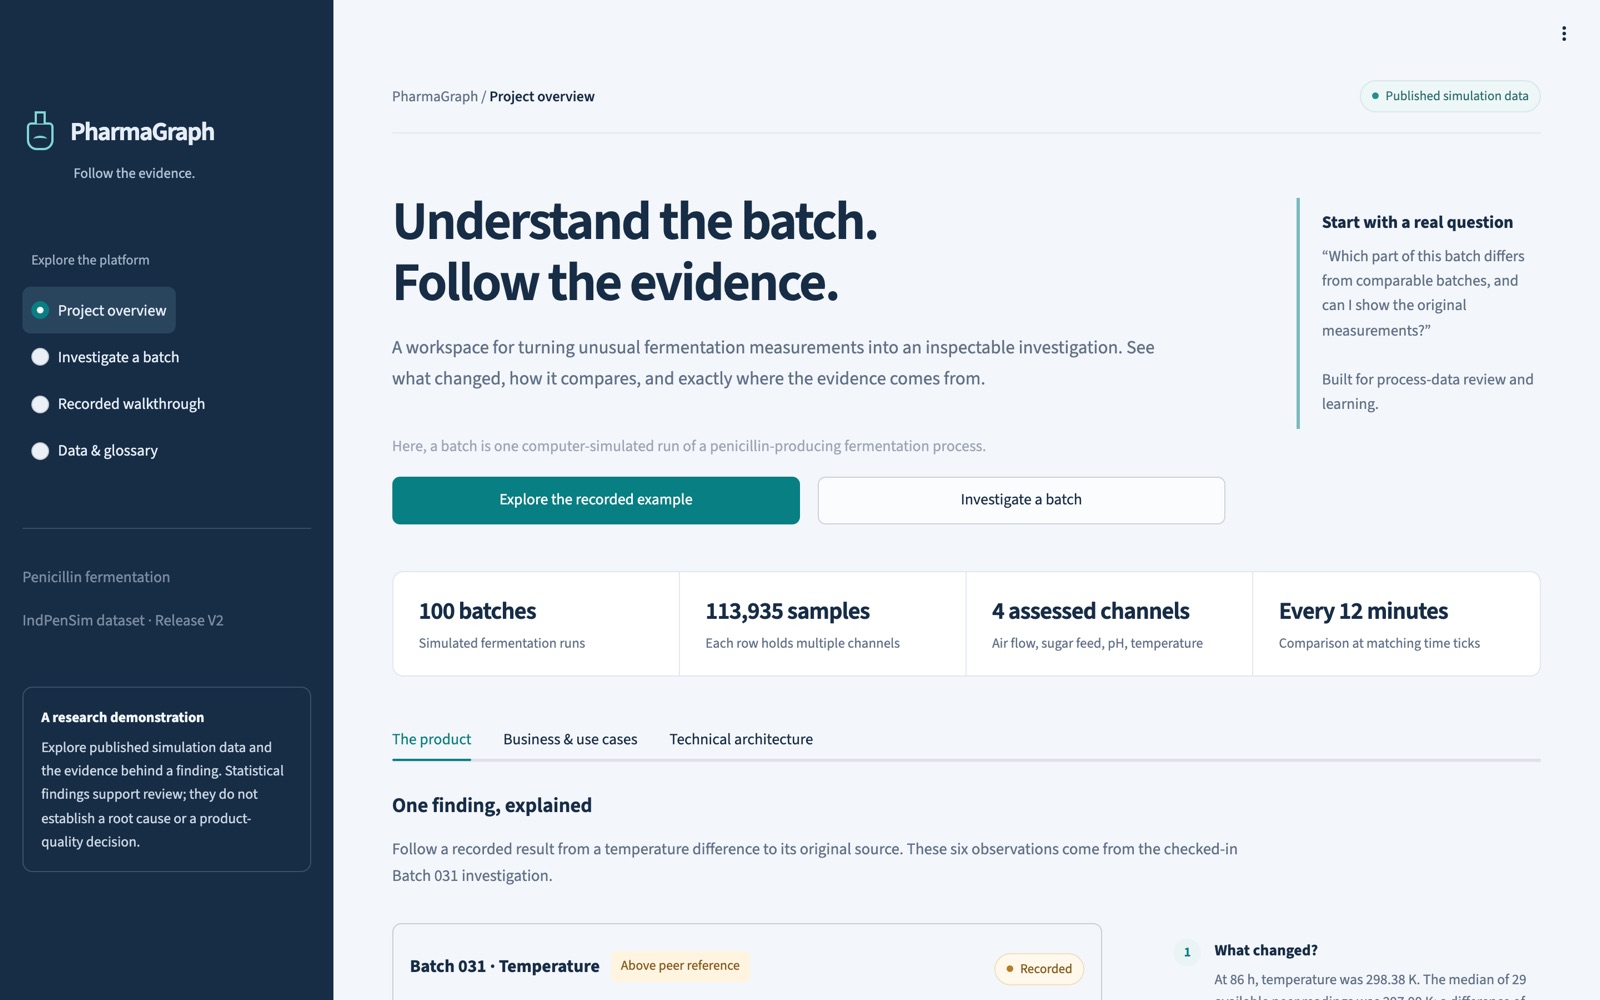 PharmaGraph
Follow the evidence.
Explore the platform
Project overview
Investigate a batch
Recorded walkthrough
Data & glossary
Penicillin fermentation
IndPenSim dataset · Release V2
A research demonstration
Explore published simulation data and
the evidence behind a finding. Statistical
findings support review; they do not
establish a root cause or a product-
quality decision.
PharmaGraph / Project overview
Published simulation data
Understand the batch.
Follow the evidence.
A workspace for turning unusual fermentation measurements into an inspectable investigation. See
what changed, how it compares, and exactly where the evidence comes from.
Here, a batch is one computer-simulated run of a penicillin-producing fermentation process.
Explore the recorded example
Investigate a batch
Start with a real question
“Which part of this batch differs
from comparable batches, and
can I show the original
measurements?”
Built for process-data review and
learning.
100 batches
Simulated fermentation runs
113,935 samples
Each row holds multiple channels
4 assessed channels
Air flow, sugar feed, pH, temperature
Every 12 minutes
Comparison at matching time ticks
The product
Business & use cases
Technical architecture
One finding, explained
Follow a recorded result from a temperature difference to its original source. These six observations come from the checked-in
Batch 031 investigation.
Batch 031 · Temperature
Above peer reference
Recorded
1
What changed?
At 86 h, temperature was 298.38 K. The median of 29